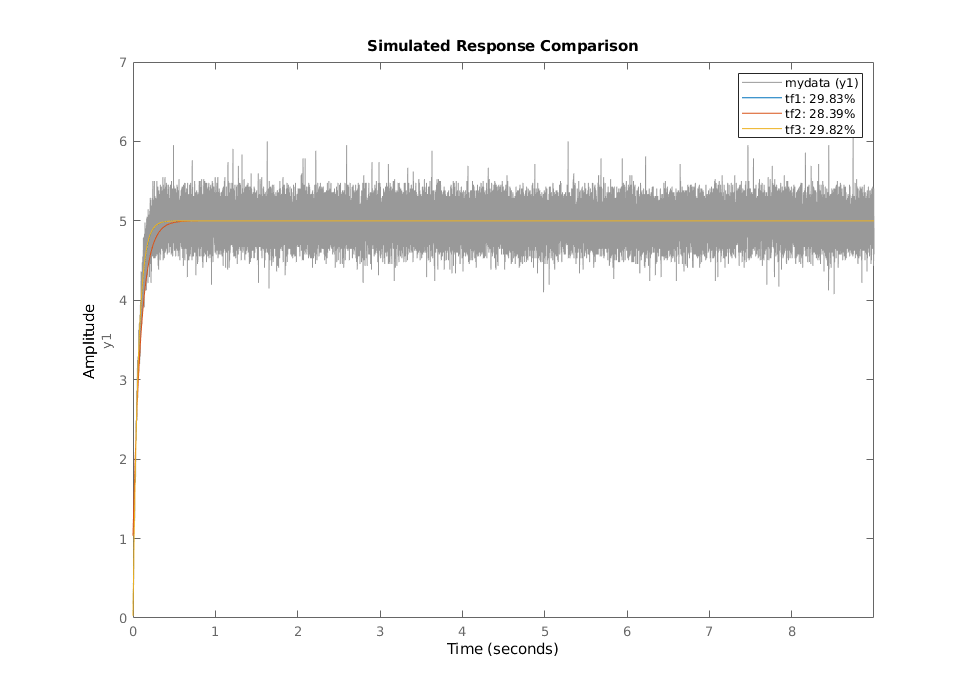 Simulated Response Comparison
7
6
5
4
3
2
1
0
mydata (y1)
tf1: 29.83%
tf2: 28.39%
tf3: 29.82%
Amplitude
y1
0 1 2 3 4 5 6 7 8
Time (seconds)